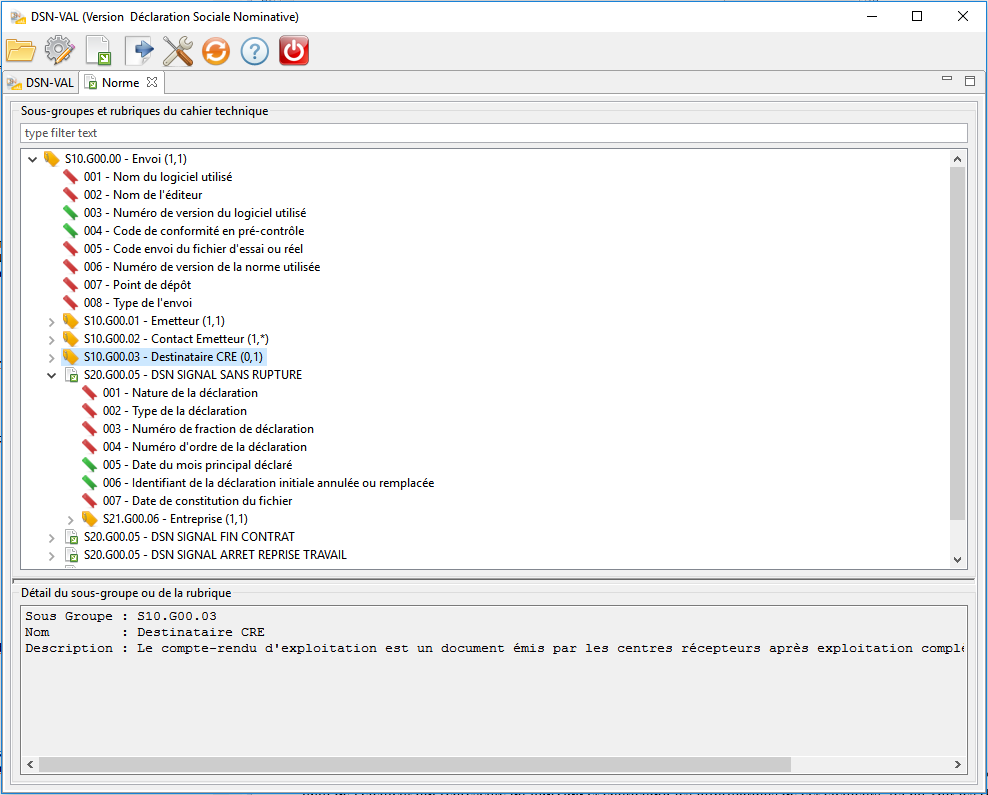 DSN-VAL (Version  Déclaration Sociale Nominative)
DSN-VAL
Norme
Sous-groupes et rubriques du cahier technique
type filter text
S10.G00.00 - Envoi (1,1)
001 - Nom du logiciel utilisé
002 - Nom de l'éditeur
003 - Numéro de version du logiciel utilisé
004 - Code de conformité en pré-contrôle
005 - Code envoi du fichier d'essai ou réel
006 - Numéro de version de la norme utilisée
007 - Point de dépôt
008 - Type de l'envoi
S10.G00.01 - Emetteur (1,1)
S10.G00.02 - Contact Emetteur (1,*)
S10.G00.03 - Destinataire CRE (0,1)
S20.G00.05 - DSN SIGNAL SANS RUPTURE
001 - Nature de la déclaration
002 - Type de la déclaration
003 - Numéro de fraction de déclaration
004 - Numéro d'ordre de la déclaration
005 - Date du mois principal déclaré
006 - Identifiant de la déclaration initiale annulée ou remplacée
007 - Date de constitution du fichier
S21.G00.06 - Entreprise (1,1)
S20.G00.05 - DSN SIGNAL FIN CONTRAT
S20.G00.05 - DSN SIGNAL ARRET REPRISE TRAVAIL
Détail du sous-groupe ou de la rubrique
Sous Groupe : S10.G00.03
Nom         : Destinataire CRE
Description : Le compte-rendu d'exploitation est un document émis par les centres récepteurs après exploitation complè